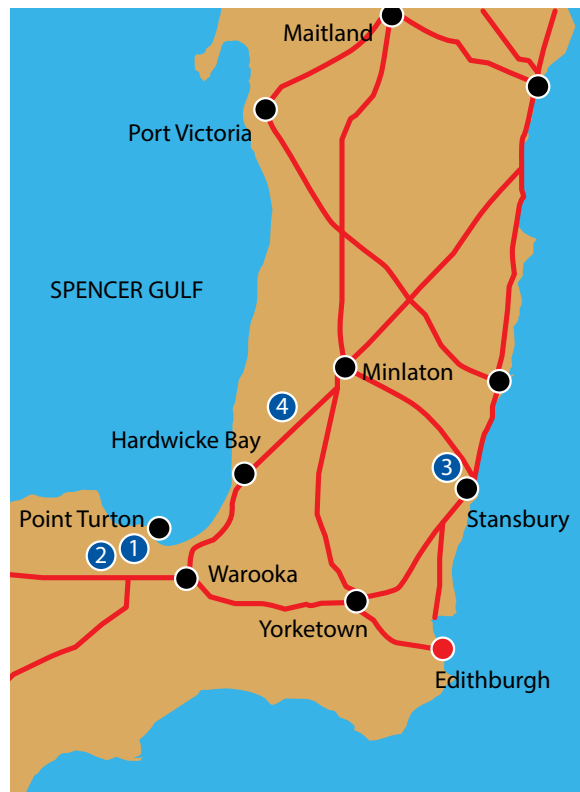 Maitland
Port Victoria
SPENCER GULF
Minlaton
4
Hardwicke Bay
3
Point Turton
Stansbury
1
2
Warooka
Yorketown
Edithburgh